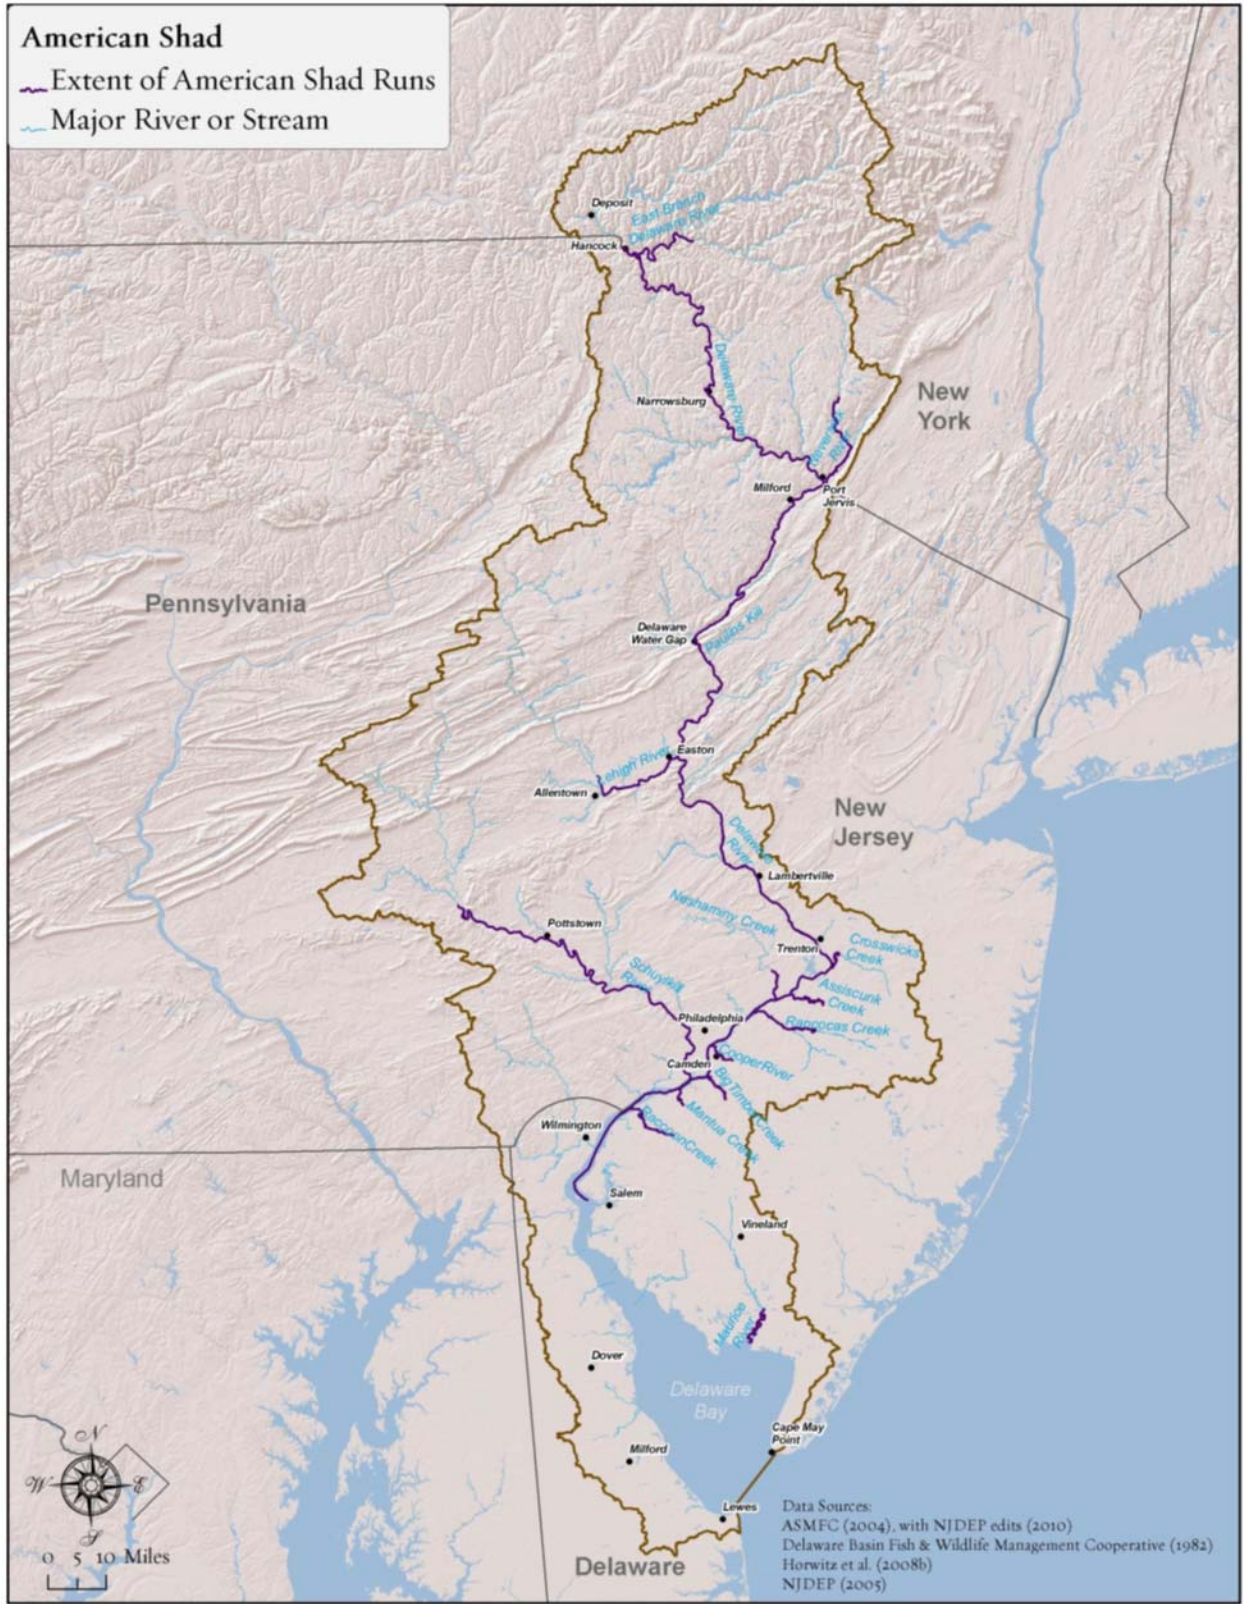 American Shad
Extent of American Shad Runs
Major River or Stream
Deposit
East Branch
Delaware River
Hancock
Delaware River
Narrowsburg
New
York
River
Milford
Port
Jervis
Pennsylvania
Delaware
Water Gap
Paulins Kill
Easton
Lehigh River
Allentown
New
Jersey
Delaware
River
Lambertville
Neshaminy Creek
Pottstown
Trenton
Crosswicks
Creek
Schuylkill
River
Assiscunk
Creek
Philadelphia
Rancocas Creek
Cooper River
Camden
Big Timber Creek
Mantua Creek
Raccoon Creek
Wilmington
Maryland
Salem
Vineland
Maurice
River
Dover
Delaware
Bay
Cape May
Point
Milford
Lewes
Delaware
N
W E
S
0 5 10 Miles
Data Sources:
ASMFC (2004), with NJDEP edits (2010)
Delaware Basin Fish & Wildlife Management Cooperative (1982)
Horwitz et al. (2008b)
NJDEP (2005)